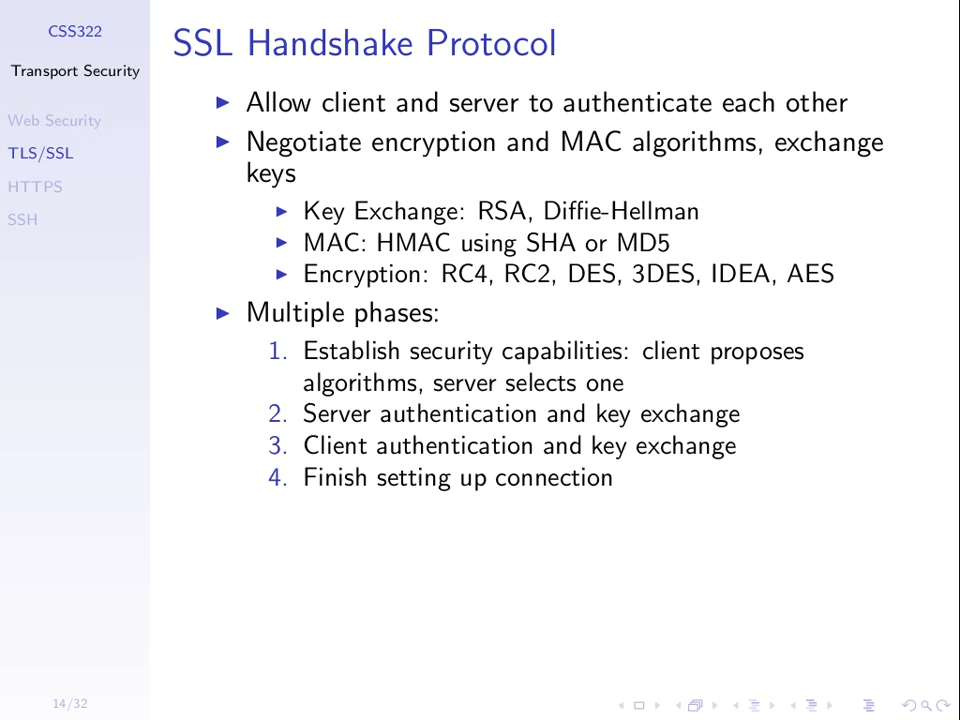 CSS322
Transport Security
Web Security
TLS/SSL
HTTPS
SSH
14/32
SSL Handshake Protocol
Allow client and server to authenticate each other
Negotiate encryption and MAC algorithms, exchange
keys
Key Exchange: RSA, Diffie-Hellman
MAC: HMAC using SHA or MD5
Encryption: RC4, RC2, DES, 3DES, IDEA, AES
Multiple phases:
1. Establish security capabilities: client proposes
algorithms, server selects one
2. Server authentication and key exchange
3. Client authentication and key exchange
4. Finish setting up connection